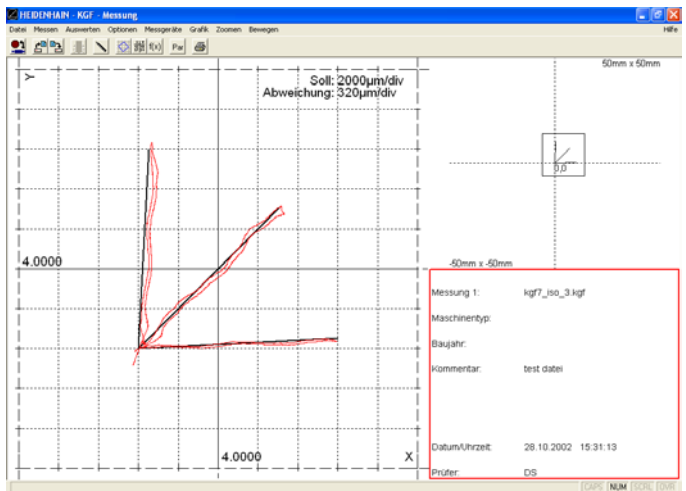 HEIDENHAIN - KGF - Messung
Datei Messen Auswerten Optionen Messgeräte Grafik Zoomen Bewegen Hilfe
f(x) Par
Y
Soll: 2000µm/div
Abweichung: 320µm/div
4.0000
4.0000
X
50mm x 50mm
0,0
-50mm x -50mm
Messung 1: kgf7_iso_3.kgf
Maschinentyp:
Baujahr:
Kommentar: test datei
Datum/Uhrzeit: 28.10.2002 15:31:13
Prüfer: DS
CAPS NUM SCRL OVR